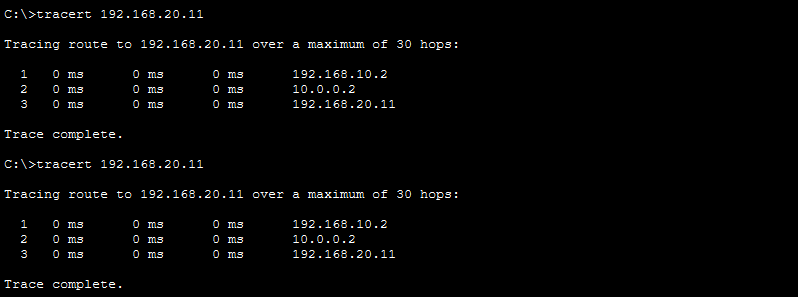 C:\>tracert 192.168.20.11
Tracing route to 192.168.20.11 over a maximum of 30 hops:
1 0 ms 0 ms 0 ms 192.168.10.2
2 0 ms 0 ms 0 ms 10.0.0.2
3 0 ms 0 ms 0 ms 192.168.20.11
Trace complete.
C:\>tracert 192.168.20.11
Tracing route to 192.168.20.11 over a maximum of 30 hops:
1 0 ms 0 ms 0 ms 192.168.10.2
2 0 ms 0 ms 0 ms 10.0.0.2
3 0 ms 0 ms 0 ms 192.168.20.11
Trace complete.